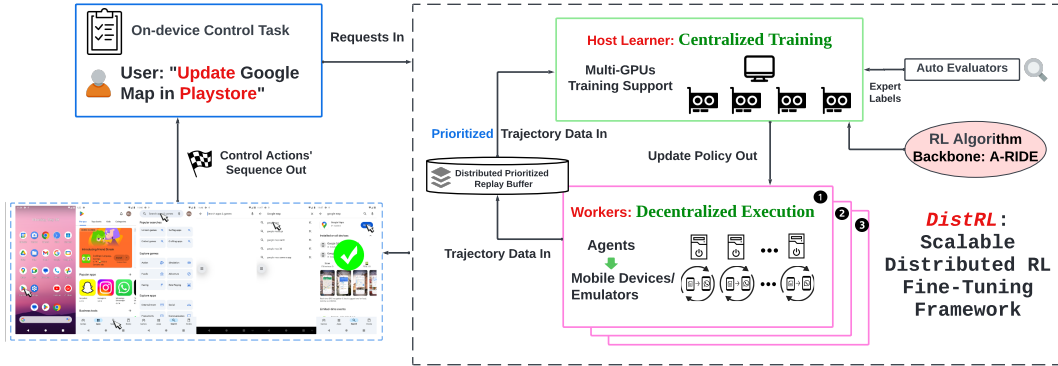 On-device Control Task
User: "Update Google
Map in Playstore"
Requests In
Control Actions'
Sequence Out
Host Learner: Centralized Training
Multi-GPUs
Training Support
Auto Evaluators
Expert
Labels
RL Algorithm
Backbone: A-RIDE
Prioritized Trajectory Data In
Update Policy Out
Distributed Prioritized
Replay Buffer
Trajectory Data In
Workers: Decentralized Execution
Agents
Mobile Devices/
Emulators
1
2
3
DistRL:
Scalable
Distributed RL
Fine-Tuning
Framework